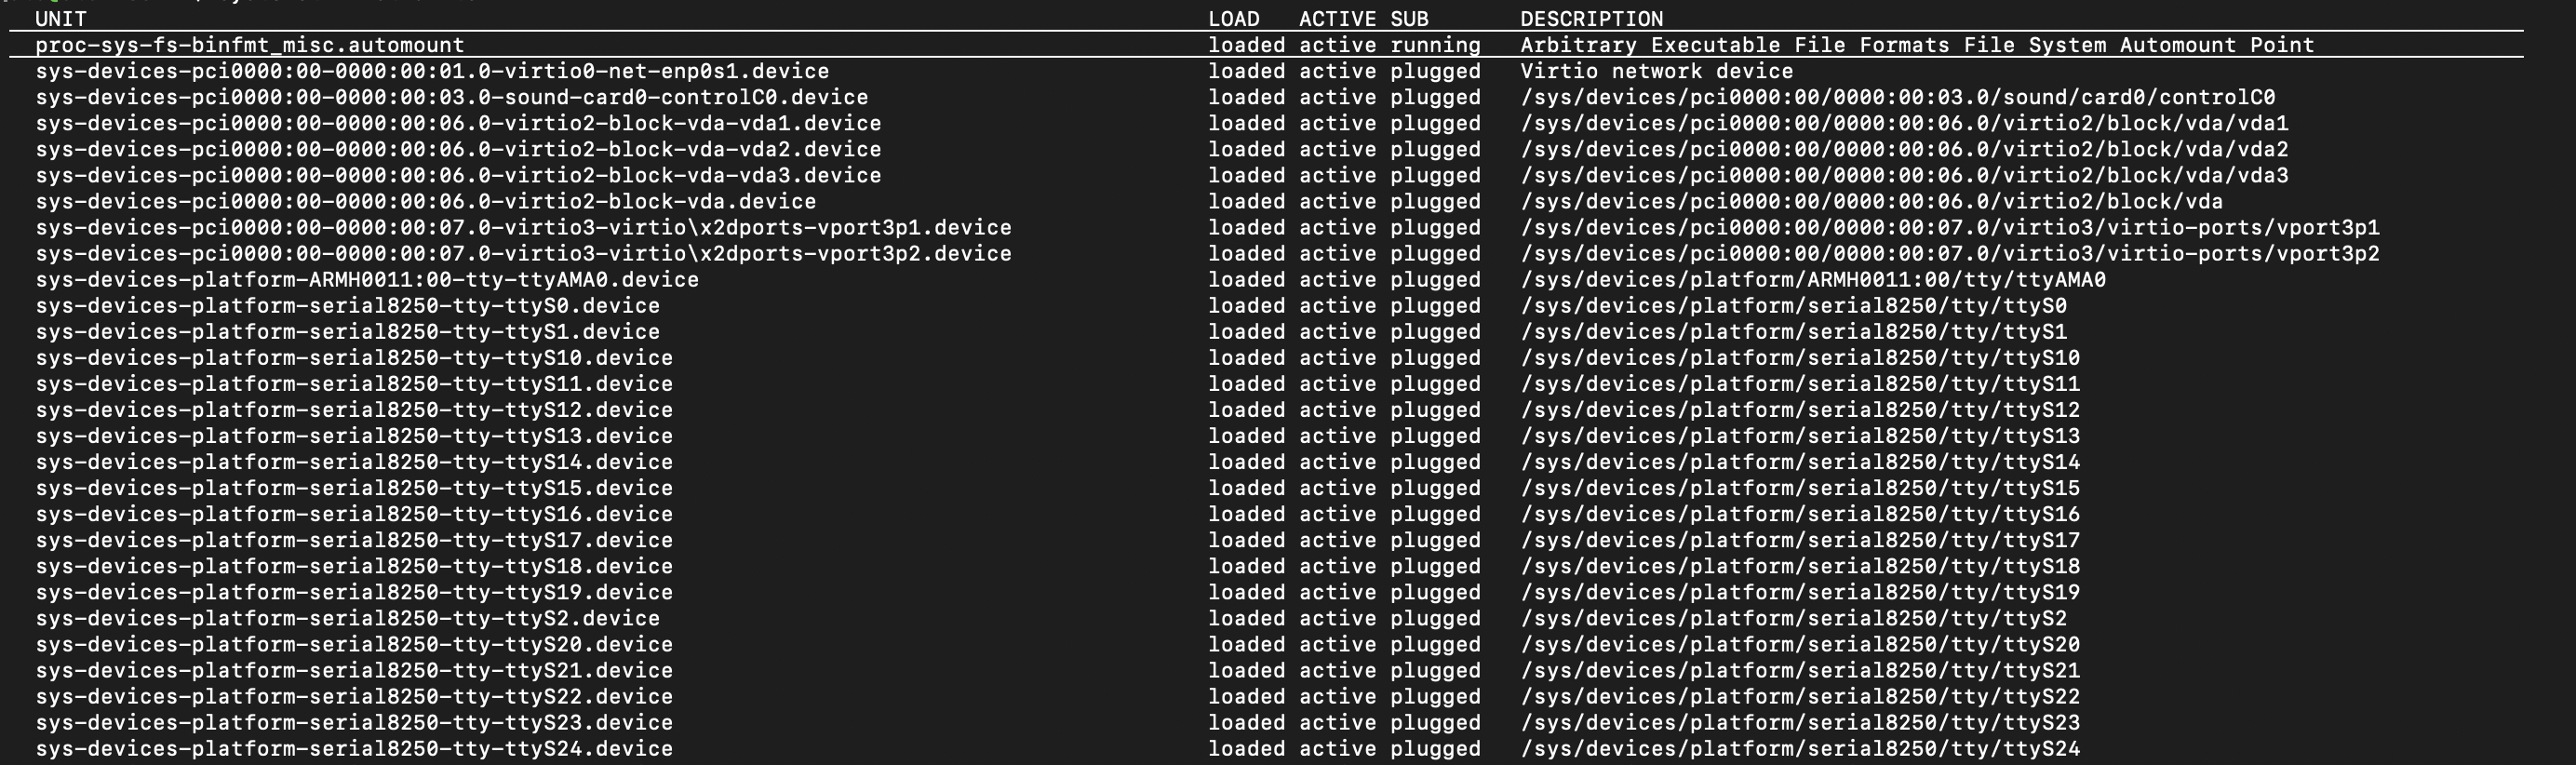 UNIT LOAD ACTIVE SUB DESCRIPTION
proc-sys-fs-binfmt_misc.automount loaded active running Arbitrary Executable File Formats File System Automount Point
sys-devices-pci0000:00-0000:00:01.0-virtio0-net-enp0s1.device loaded active plugged Virtio network device
sys-devices-pci0000:00-0000:00:03.0-sound-card0-controlC0.device loaded active plugged /sys/devices/pci0000:00/0000:00:03.0/sound/card0/controlC0
sys-devices-pci0000:00-0000:00:06.0-virtio2-block-vda-vda1.device loaded active plugged /sys/devices/pci0000:00/0000:00:06.0/virtio2/block/vda/vda1
sys-devices-pci0000:00-0000:00:06.0-virtio2-block-vda-vda2.device loaded active plugged /sys/devices/pci0000:00/0000:00:06.0/virtio2/block/vda/vda2
sys-devices-pci0000:00-0000:00:06.0-virtio2-block-vda-vda3.device loaded active plugged /sys/devices/pci0000:00/0000:00:06.0/virtio2/block/vda/vda3
sys-devices-pci0000:00-0000:00:06.0-virtio2-block-vda.device loaded active plugged /sys/devices/pci0000:00/0000:00:06.0/virtio2/block/vda
sys-devices-pci0000:00-0000:00:07.0-virtio3-virtio\x2dports-vport3p1.device loaded active plugged /sys/devices/pci0000:00/0000:00:07.0/virtio3/virtio-ports/vport3p1
sys-devices-pci0000:00-0000:00:07.0-virtio3-virtio\x2dports-vport3p2.device loaded active plugged /sys/devices/pci0000:00/0000:00:07.0/virtio3/virtio-ports/vport3p2
sys-devices-platform-ARMH0011:00-tty-ttyAMA0.device loaded active plugged /sys/devices/platform/ARMH0011:00/tty/ttyAMA0
sys-devices-platform-serial8250-tty-ttyS0.device loaded active plugged /sys/devices/platform/serial8250/tty/ttyS0
sys-devices-platform-serial8250-tty-ttyS1.device loaded active plugged /sys/devices/platform/serial8250/tty/ttyS1
sys-devices-platform-serial8250-tty-ttyS10.device loaded active plugged /sys/devices/platform/serial8250/tty/ttyS10
sys-devices-platform-serial8250-tty-ttyS11.device loaded active plugged /sys/devices/platform/serial8250/tty/ttyS11
sys-devices-platform-serial8250-tty-ttyS12.device loaded active plugged /sys/devices/platform/serial8250/tty/ttyS12
sys-devices-platform-serial8250-tty-ttyS13.device loaded active plugged /sys/devices/platform/serial8250/tty/ttyS13
sys-devices-platform-serial8250-tty-ttyS14.device loaded active plugged /sys/devices/platform/serial8250/tty/ttyS14
sys-devices-platform-serial8250-tty-ttyS15.device loaded active plugged /sys/devices/platform/serial8250/tty/ttyS15
sys-devices-platform-serial8250-tty-ttyS16.device loaded active plugged /sys/devices/platform/serial8250/tty/ttyS16
sys-devices-platform-serial8250-tty-ttyS17.device loaded active plugged /sys/devices/platform/serial8250/tty/ttyS17
sys-devices-platform-serial8250-tty-ttyS18.device loaded active plugged /sys/devices/platform/serial8250/tty/ttyS18
sys-devices-platform-serial8250-tty-ttyS19.device loaded active plugged /sys/devices/platform/serial8250/tty/ttyS19
sys-devices-platform-serial8250-tty-ttyS2.device loaded active plugged /sys/devices/platform/serial8250/tty/ttyS2
sys-devices-platform-serial8250-tty-ttyS20.device loaded active plugged /sys/devices/platform/serial8250/tty/ttyS20
sys-devices-platform-serial8250-tty-ttyS21.device loaded active plugged /sys/devices/platform/serial8250/tty/ttyS21
sys-devices-platform-serial8250-tty-ttyS22.device loaded active plugged /sys/devices/platform/serial8250/tty/ttyS22
sys-devices-platform-serial8250-tty-ttyS23.device loaded active plugged /sys/devices/platform/serial8250/tty/ttyS23
sys-devices-platform-serial8250-tty-ttyS24.device loaded active plugged /sys/devices/platform/serial8250/tty/ttyS24